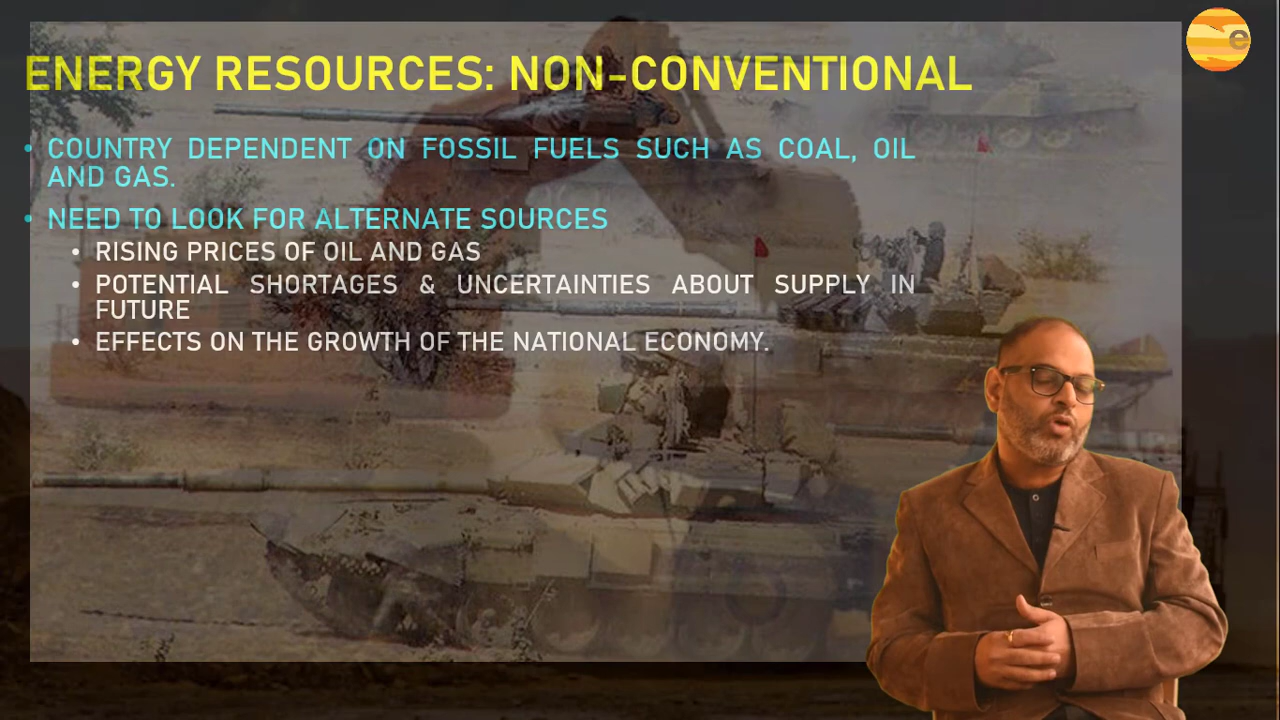 e
ENERGY RESOURCES: NON-CONVENTIONAL
• COUNTRY DEPENDENT ON FOSSIL FUELS SUCH AS COAL, OIL
AND GAS.
• NEED TO LOOK FOR ALTERNATE SOURCES
• RISING PRICES OF OIL AND GAS
• POTENTIAL SHORTAGES & UNCERTAINTIES ABOUT SUPPLY IN
FUTURE
• EFFECTS ON THE GROWTH OF THE NATIONAL ECONOMY.